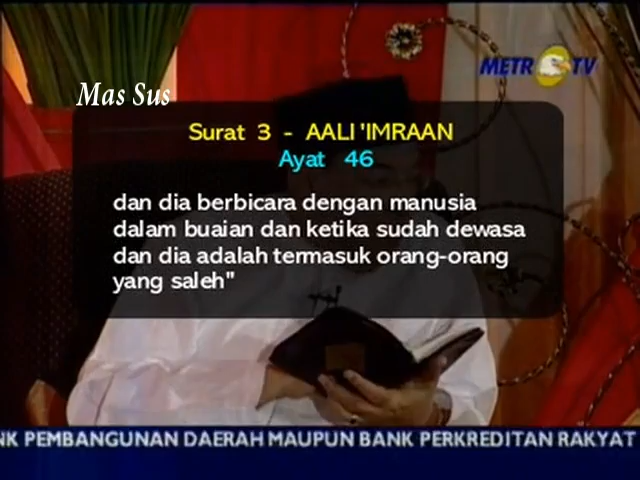 METRO TV
Mas Sus
Surat 3 - AALI 'IMRAAN
Ayat 46
dan dia berbicara dengan manusia
dalam buaian dan ketika sudah dewasa
dan dia adalah termasuk orang-orang
yang saleh"
NK PEMBANGUNAN DAERAH MAUPUN BANK PERKREDITAN RAKYAT